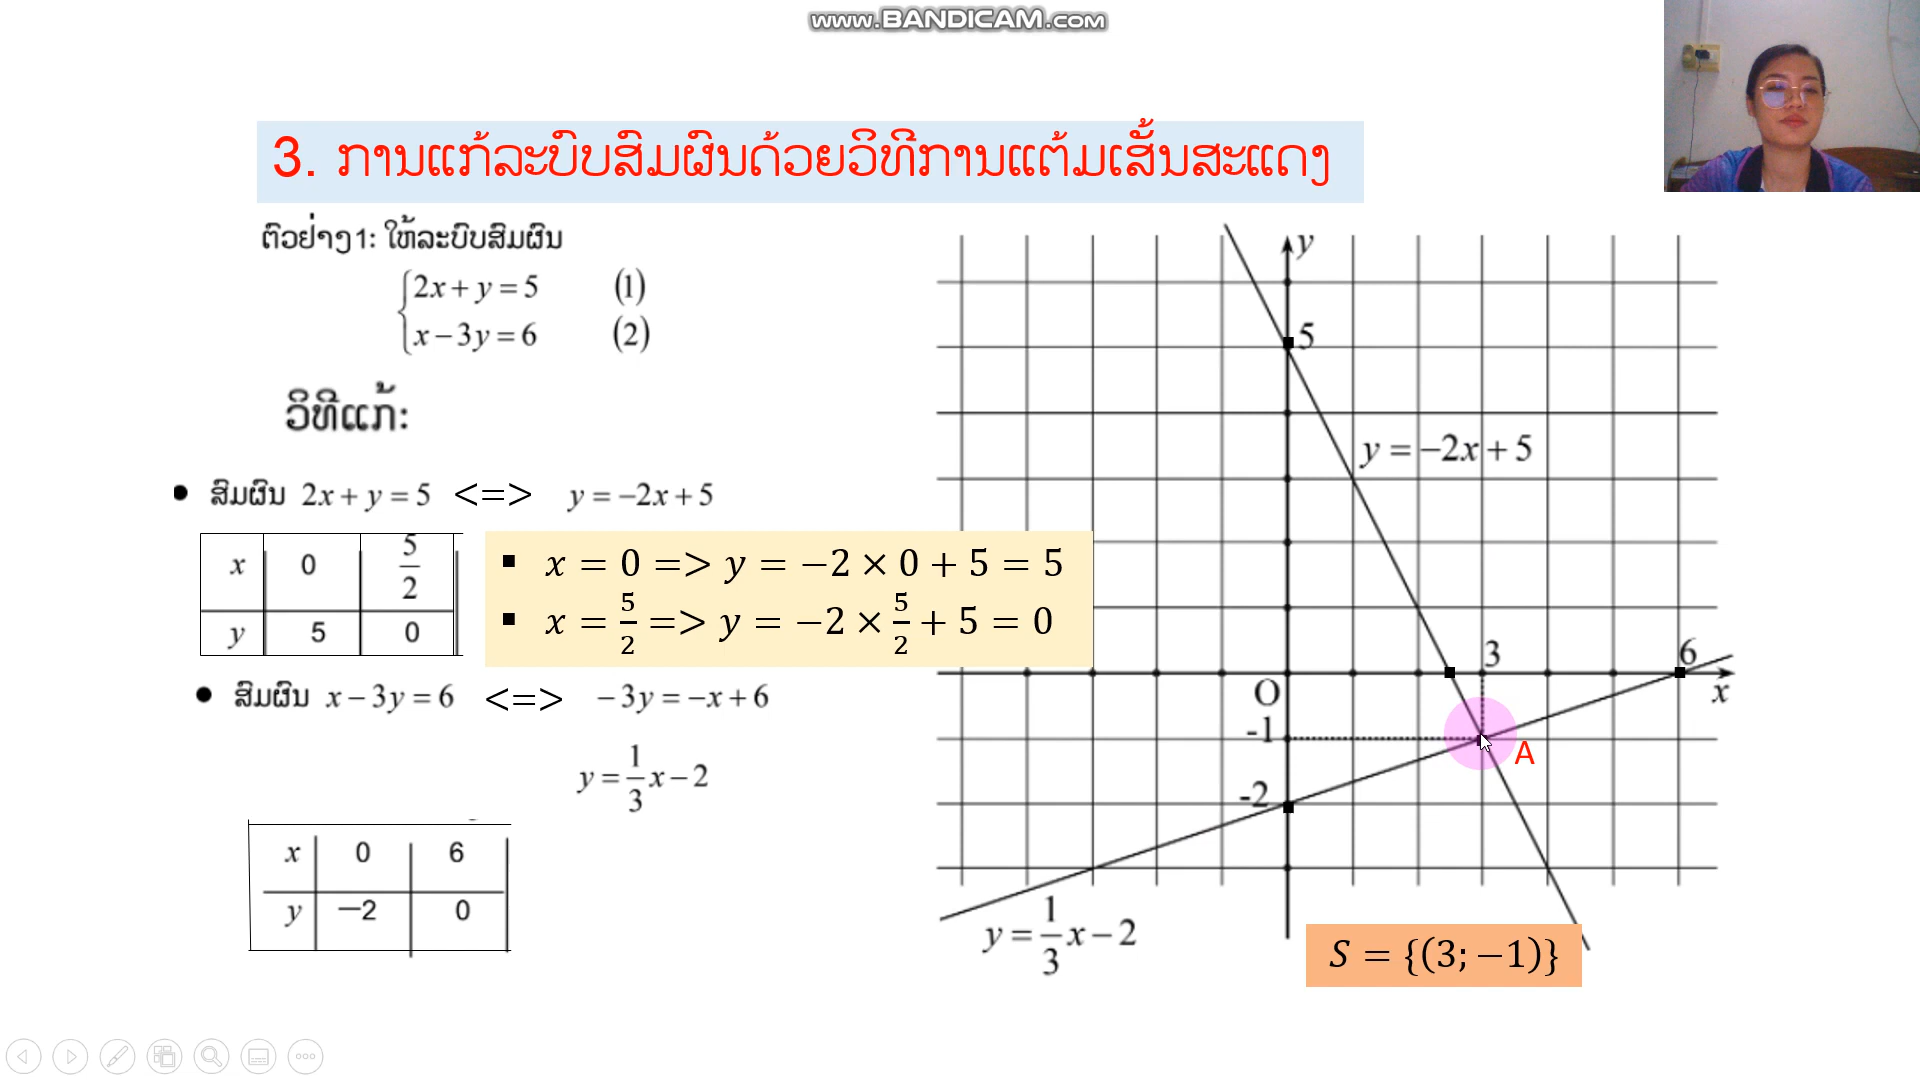 www.BANDICAM.com
3. ການແກ້ລະບົບສົມຜົນດ້ວຍວິທີການແຕ້ມເສັ້ນສະແດງ
ຕົວຢ່າງ1: ໃຫ້ລະບົບສົມຜົນ
2x + y = 5 (1)
x − 3y = 6 (2)
ວິທີແກ້:
● ສົມຜົນ 2x + y = 5 <=> y = −2x + 5
x 0 5/2
y 5 0
▪ x = 0 => y = −2 × 0 + 5 = 5
▪ x = 5/2 => y = −2 × 5/2 + 5 = 0
● ສົມຜົນ x − 3y = 6 <=> −3y = −x + 6
y = 1/3 x − 2
x 0 6
y −2 0
y
5
y = −2x + 5
3
6
O
x
-1
A
-2
y = 1/3 x − 2
S = {(3; −1)}